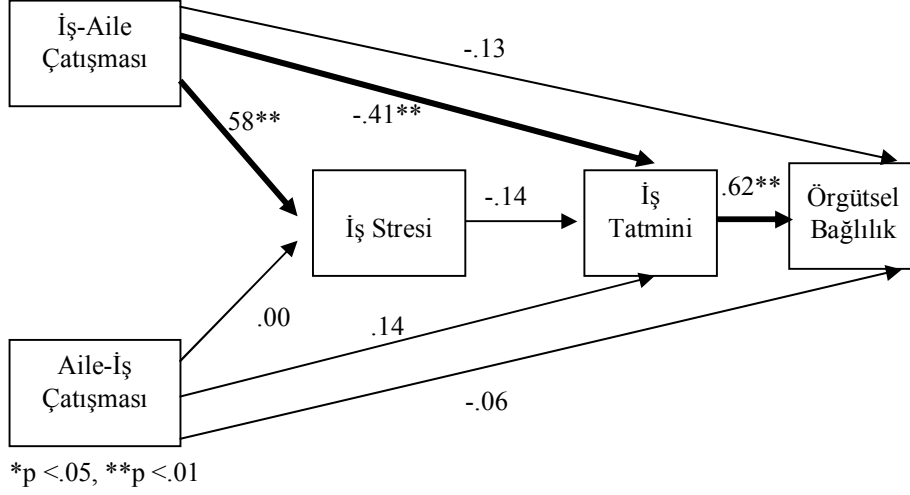 İş-Aile
Çatışması
-.13
58**
-.41**
İş Stresi
-.14
İş
Tatmini
.62**
Örgütsel
Bağlılık
.00
.14
Aile-İş
Çatışması
-.06
*p <.05, **p <.01